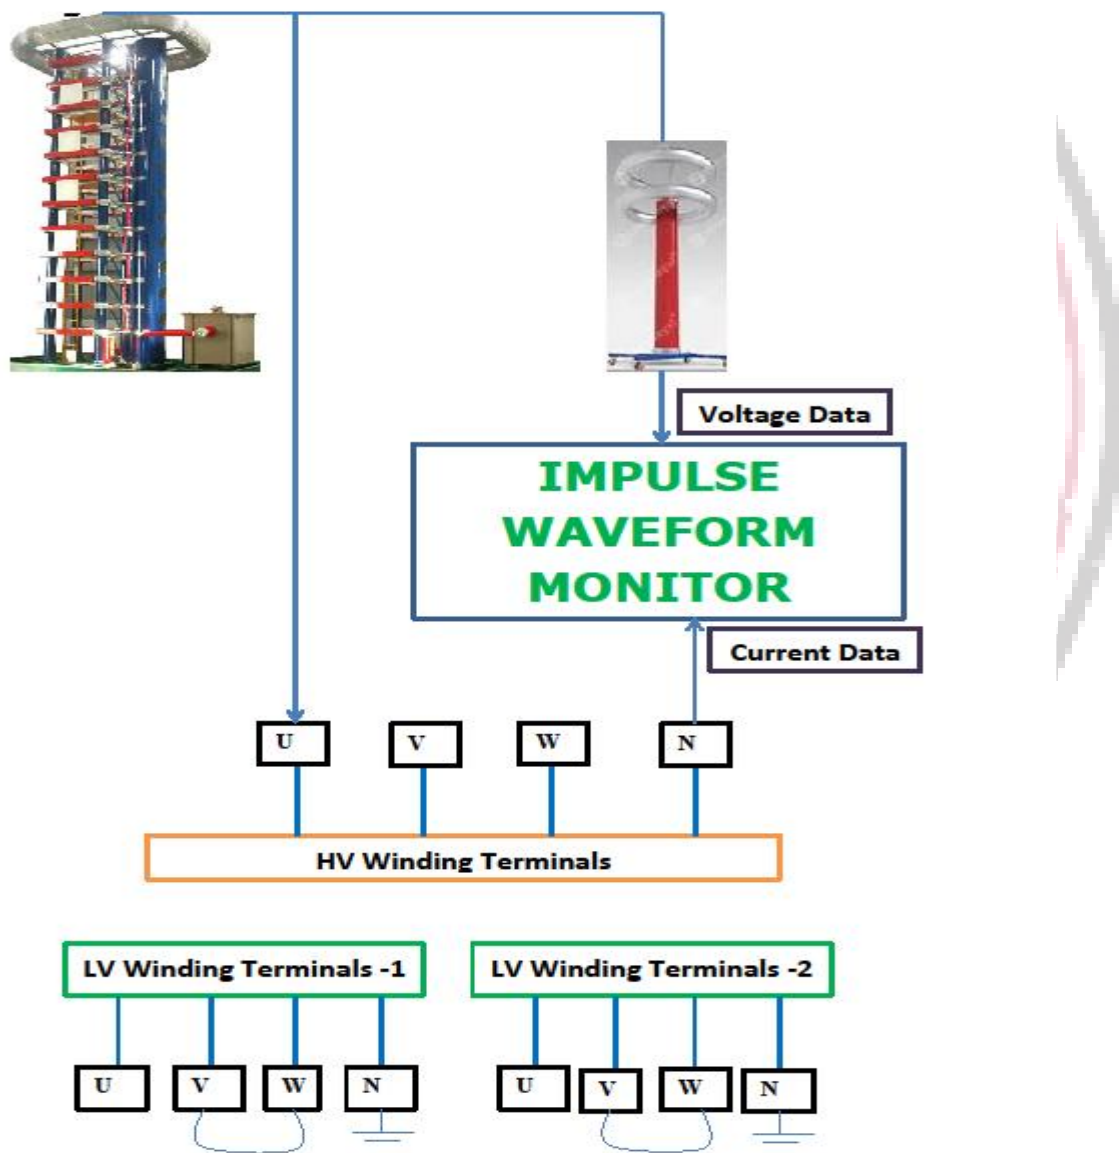 Voltage Data
IMPULSE
WAVEFORM
MONITOR
Current Data
U V W N
HV Winding Terminals
LV Winding Terminals -1 LV Winding Terminals -2
U V W N U V W N